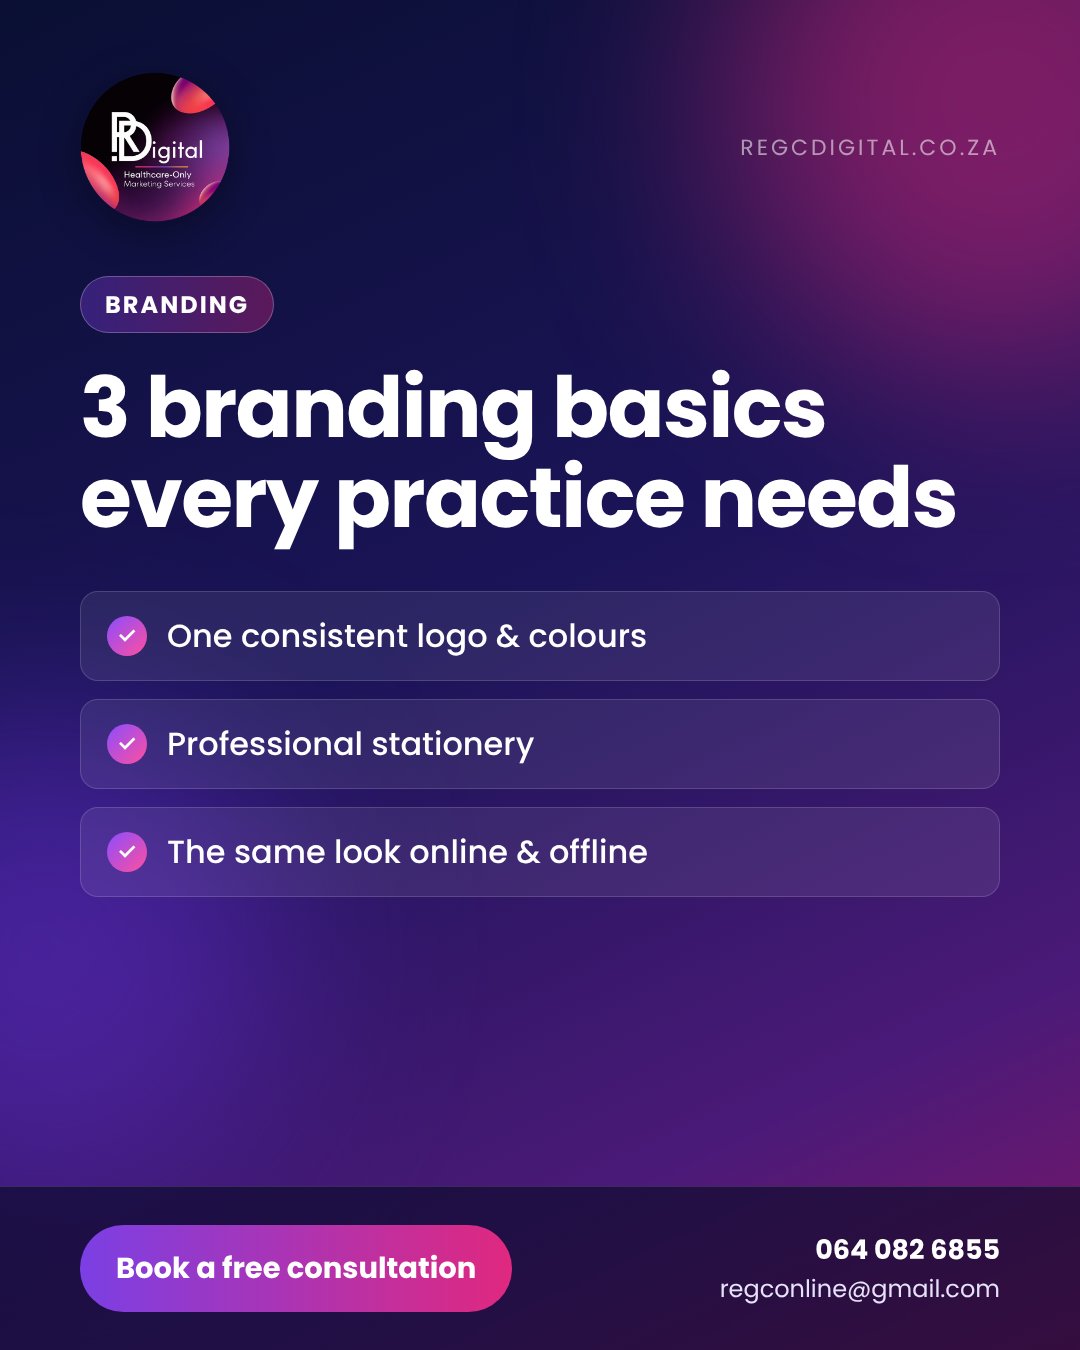 RDigital
Healthcare-Only
Marketing Services
REGCDIGITAL.CO.ZA
BRANDING
3 branding basics
every practice needs
One consistent logo & colours
Professional stationery
The same look online & offline
Book a free consultation
064 082 6855
regconline@gmail.com